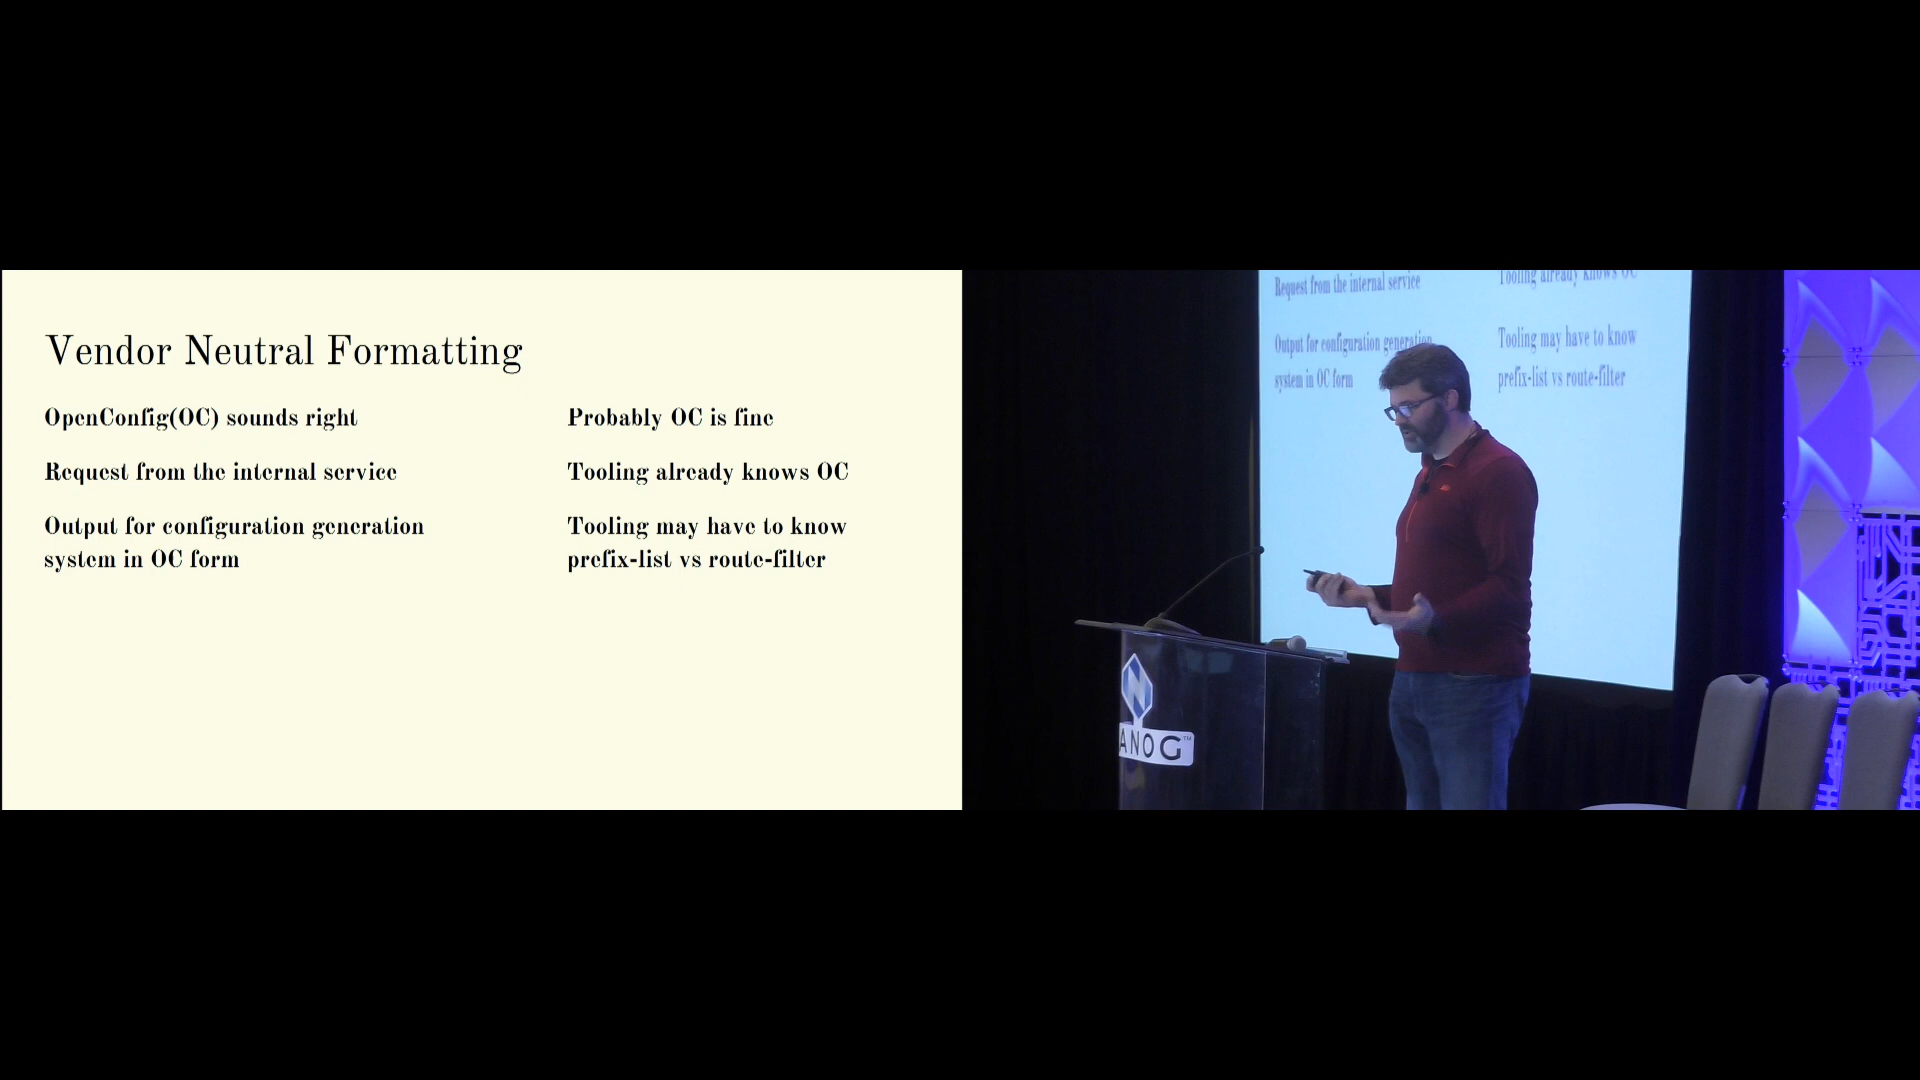 Vendor Neutral Formatting
OpenConfig(OC) sounds right
Request from the internal service
Output for configuration generation
system in OC form
Probably OC is fine
Tooling already knows OC
Tooling may have to know
prefix-list vs route-filter
Request from the internal service
Output for configuration generation
system in OC form
Tooling already knows OC
Tooling may have to know
prefix-list vs route-filter
ANOG™